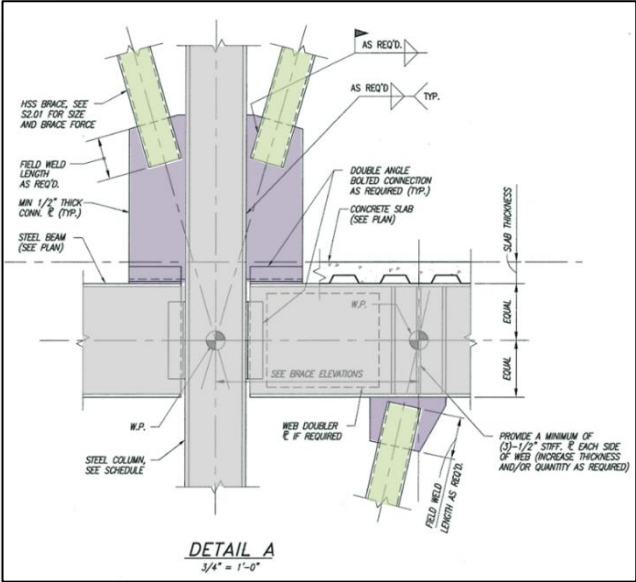 AS REQ'D.
AS REQ'D
TYP.
HSS BRACE, SEE
S2.01 FOR SIZE
AND BRACE FORCE
FIELD WELD
LENGTH
AS REQ'D.
MIN 1/2" THICK
CONN. ℄ (TYP.)
STEEL BEAM
(SEE PLAN)
DOUBLE ANGLE
BOLTED CONNECTION
AS REQUIRED (TYP.)
CONCRETE SLAB
(SEE PLAN)
SLAB THICKNESS
EQUAL
EQUAL
W.P.
SEE BRACE ELEVATIONS
W.P.
WEB DOUBLER
℄ IF REQUIRED
STEEL COLUMN,
SEE SCHEDULE
PROVIDE A MINIMUM OF
(3)-1/2" STIFF. ℄ EACH SIDE
OF WEB (INCREASE THICKNESS
AND/OR QUANTITY AS REQUIRED)
FIELD WELD
LENGTH AS REQ'D.
DETAIL A
3/4" = 1'-0"